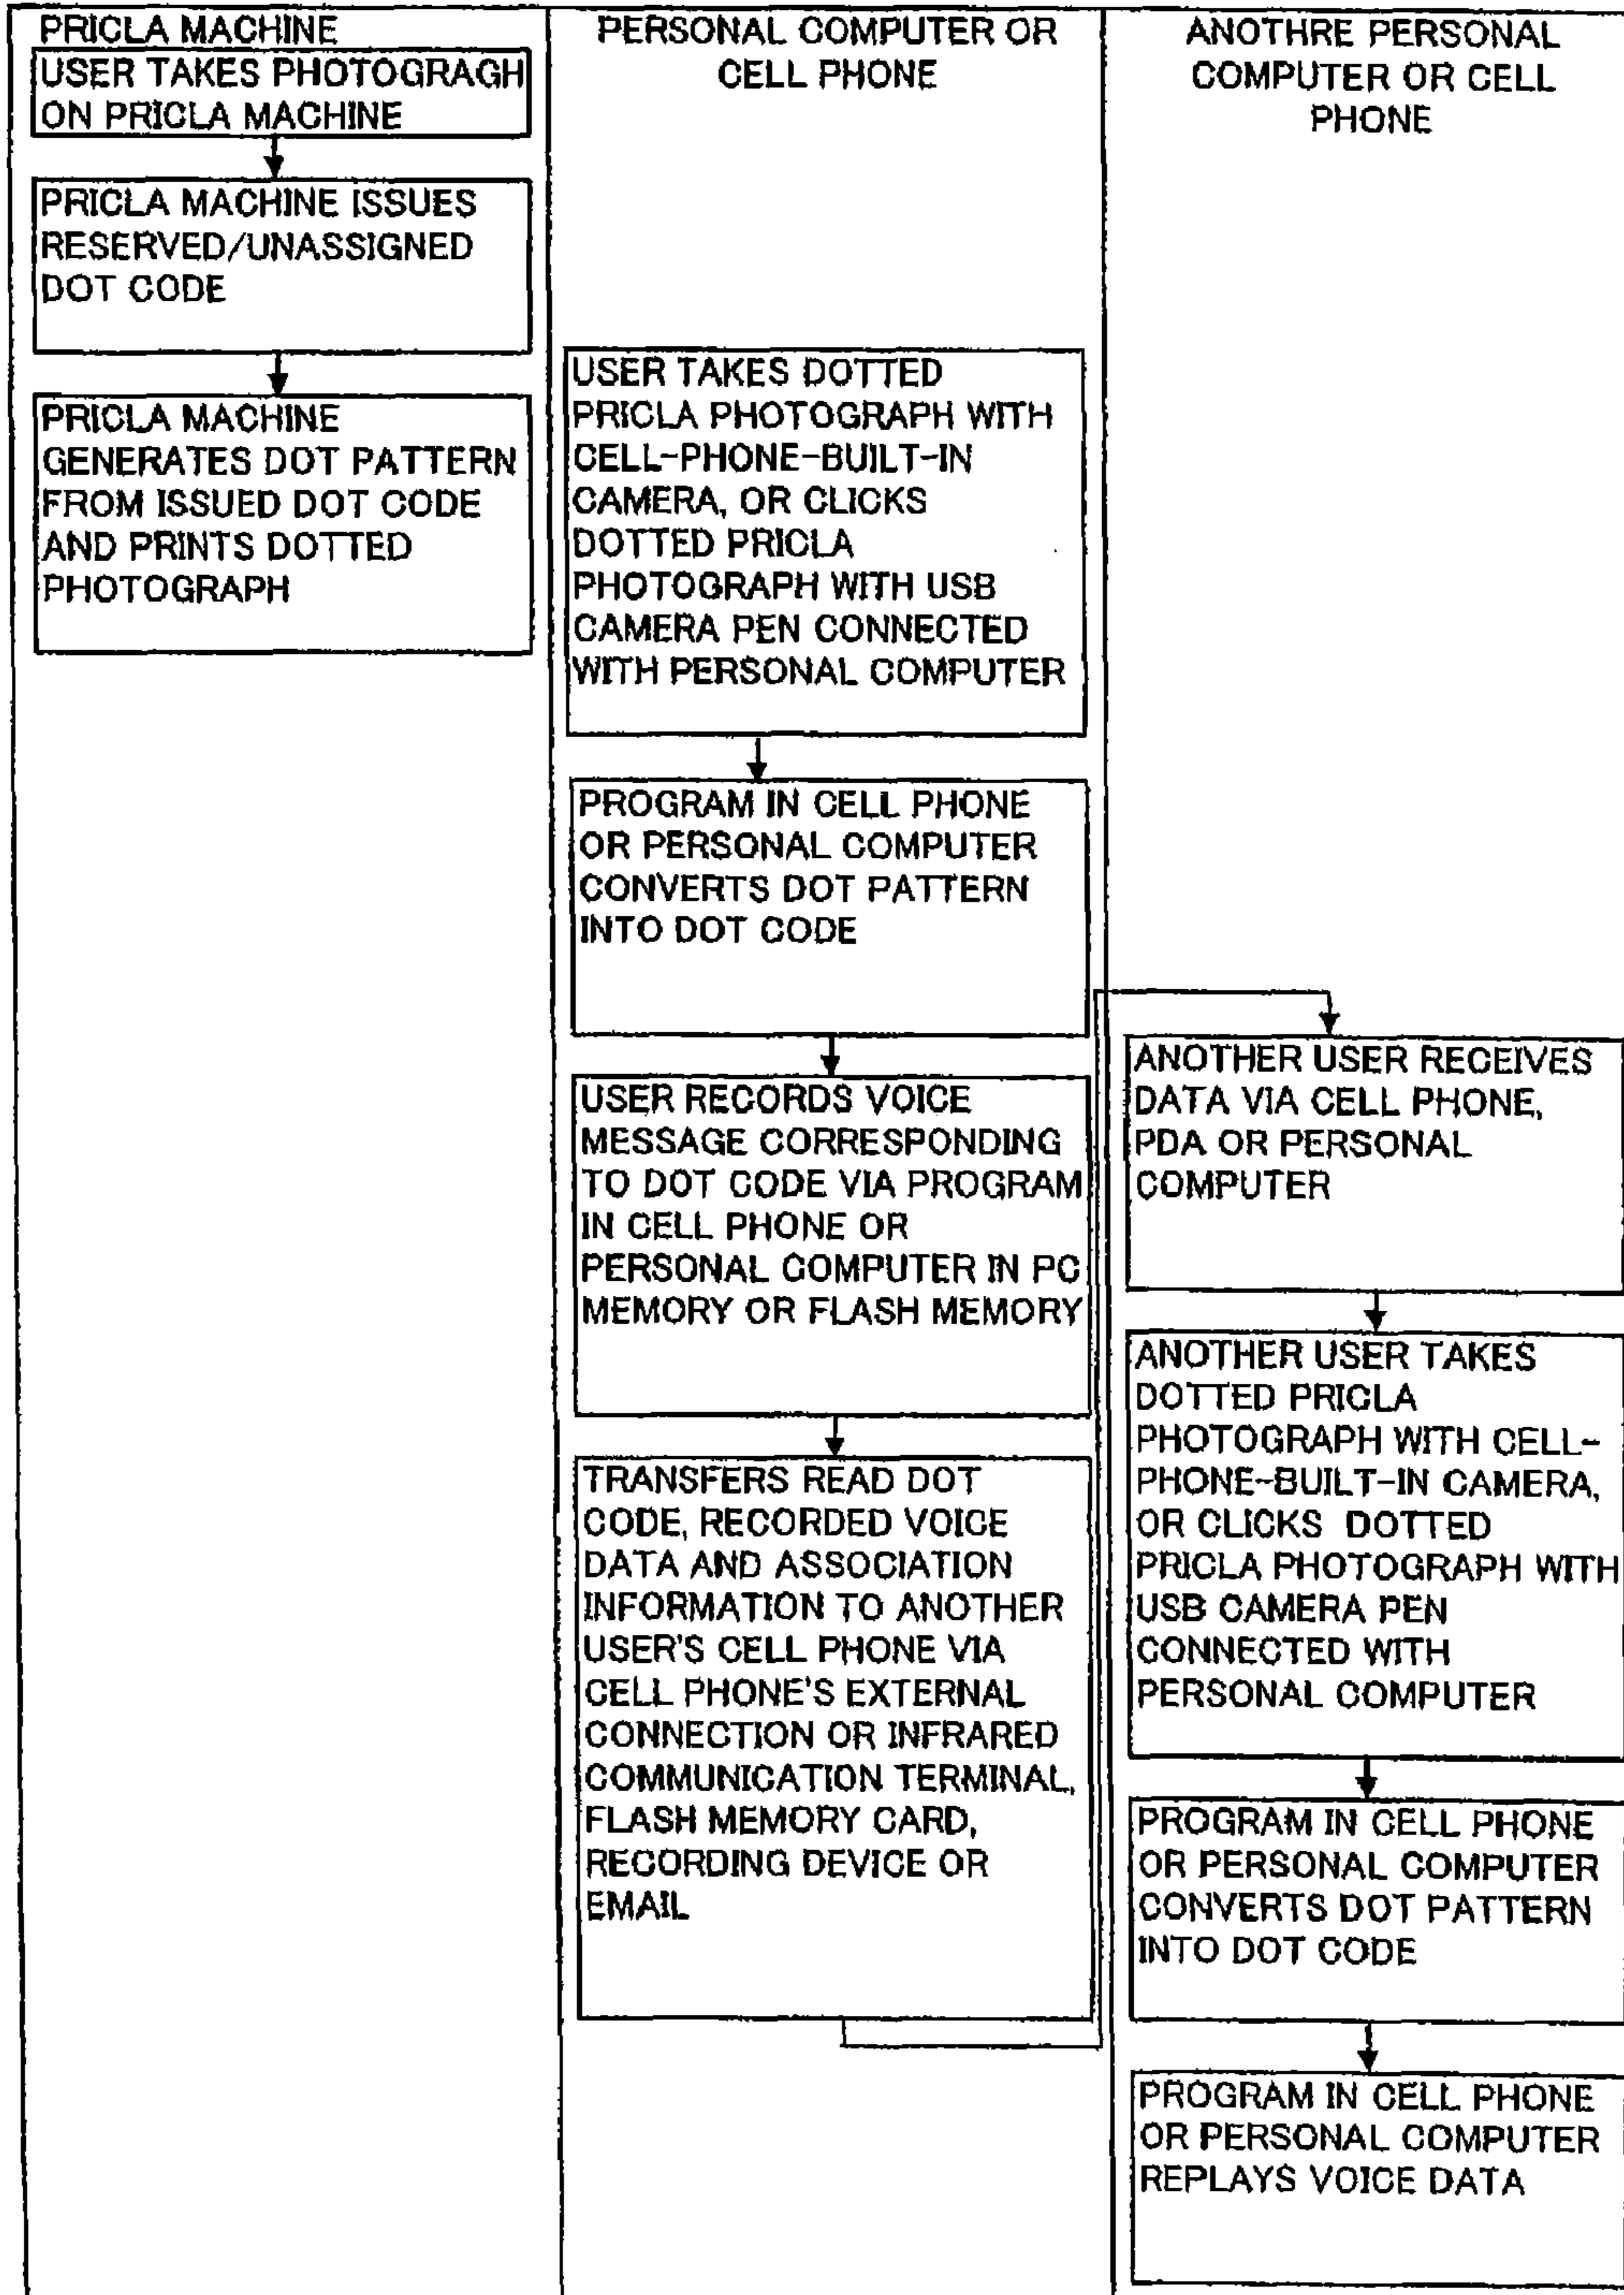 PRICLA MACHINE
USER TAKES PHOTOGRAGH
ON PRICLA MACHINE
PRICLA MACHINE ISSUES
RESERVED/UNASSIGNED
DOT CODE
PRICLA MACHINE
GENERATES DOT PATTERN
FROM ISSUED DOT CODE
AND PRINTS DOTTED
PHOTOGRAPH
PERSONAL COMPUTER OR
CELL PHONE
USER TAKES DOTTED
PRICLA PHOTOGRAPH WITH
CELL-PHONE-BUILT-IN
CAMERA, OR CLICKS
DOTTED PRICLA
PHOTOGRAPH WITH USB
CAMERA PEN CONNECTED
WITH PERSONAL COMPUTER
PROGRAM IN CELL PHONE
OR PERSONAL COMPUTER
CONVERTS DOT PATTERN
INTO DOT CODE
USER RECORDS VOICE
MESSAGE CORRESPONDING
TO DOT CODE VIA PROGRAM
IN CELL PHONE OR
PERSONAL COMPUTER IN PC
MEMORY OR FLASH MEMORY
TRANSFERS READ DOT
CODE, RECORDED VOICE
DATA AND ASSOCIATION
INFORMATION TO ANOTHER
USER'S CELL PHONE VIA
CELL PHONE'S EXTERNAL
CONNECTION OR INFRARED
COMMUNICATION TERMINAL,
FLASH MEMORY CARD,
RECORDING DEVICE OR
EMAIL
ANOTHRE PERSONAL
COMPUTER OR CELL
PHONE
ANOTHER USER RECEIVES
DATA VIA CELL PHONE,
PDA OR PERSONAL
COMPUTER
ANOTHER USER TAKES
DOTTED PRICLA
PHOTOGRAPH WITH CELL-
PHONE-BUILT-IN CAMERA,
OR CLICKS DOTTED
PRICLA PHOTOGRAPH WITH
USB CAMERA PEN
CONNECTED WITH
PERSONAL COMPUTER
PROGRAM IN CELL PHONE
OR PERSONAL COMPUTER
CONVERTS DOT PATTERN
INTO DOT CODE
PROGRAM IN CELL PHONE
OR PERSONAL COMPUTER
REPLAYS VOICE DATA